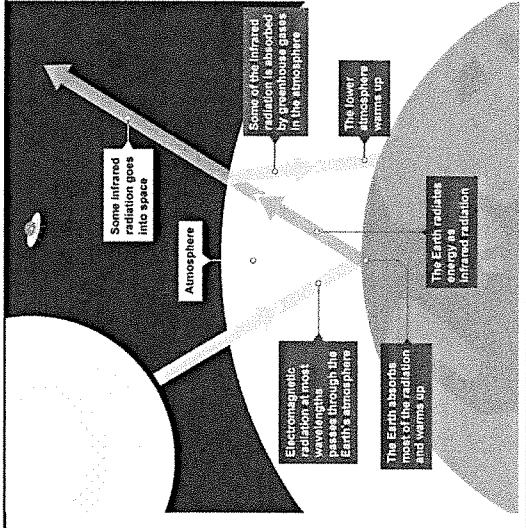 Some infrared
radiation goes
into space
Atmosphere
Some of the infrared
radiation is absorbed
by greenhouse gases
in the atmosphere
The lower
atmosphere
warms up
Electromagnetic
radiation at most
wavelengths
passes through the
Earth's atmosphere
The Earth absorbs
most of the radiation
and warms up
The Earth radiates
energy as
infrared radiation